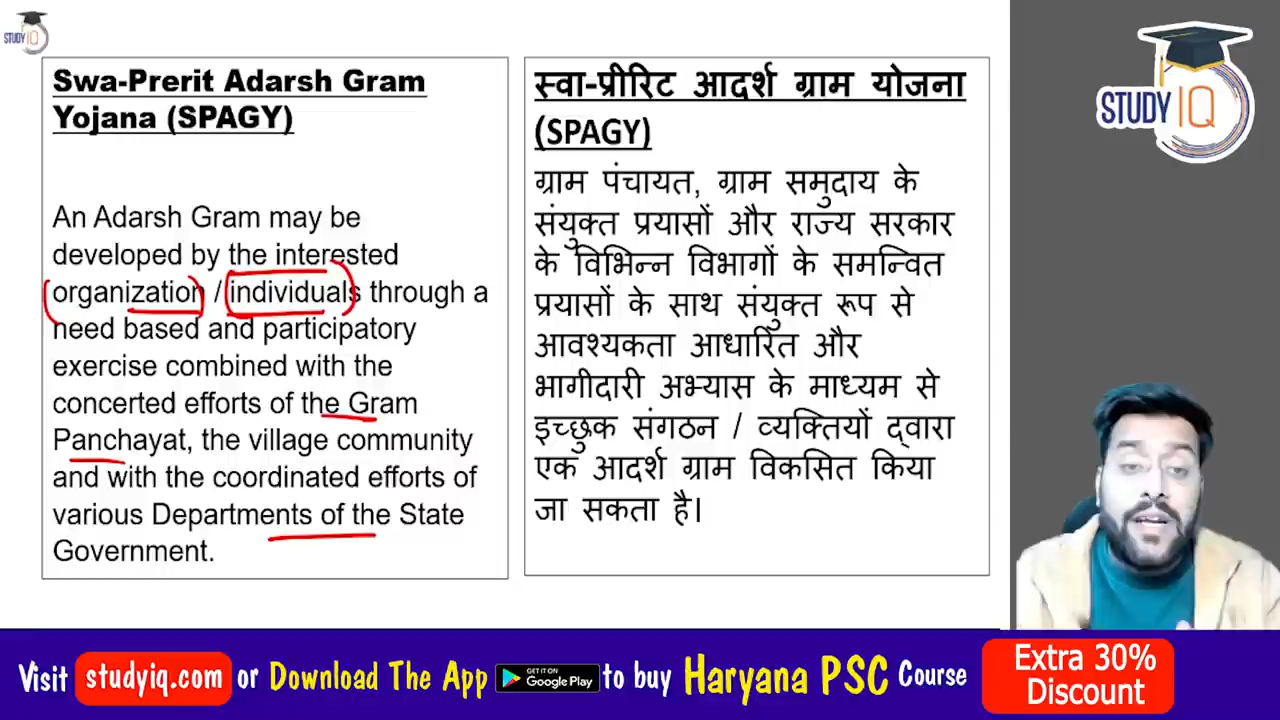 STUDY IQ
Swa-Prerit Adarsh Gram
Yojana (SPAGY)
An Adarsh Gram may be
developed by the interested
organization / individuals through a
need based and participatory
exercise combined with the
concerted efforts of the Gram
Panchayat, the village community
and with the coordinated efforts of
various Departments of the State
Government.
स्वा-प्रीरिट आदर्श ग्राम योजना
(SPAGY)
ग्राम पंचायत, ग्राम समुदाय के
संयुक्त प्रयासों और राज्य सरकार
के विभिन्न विभागों के समन्वित
प्रयासों के साथ संयुक्त रूप से
आवश्यकता आधारित और
भागीदारी अभ्यास के माध्यम से
इच्छुक संगठन / व्यक्तियों द्वारा
एक आदर्श ग्राम विकसित किया
जा सकता है।
STUDY IQ
Visit studyiq.com or Download The App GET IT ON Google Play to buy Haryana PSC Course
Extra 30%
Discount